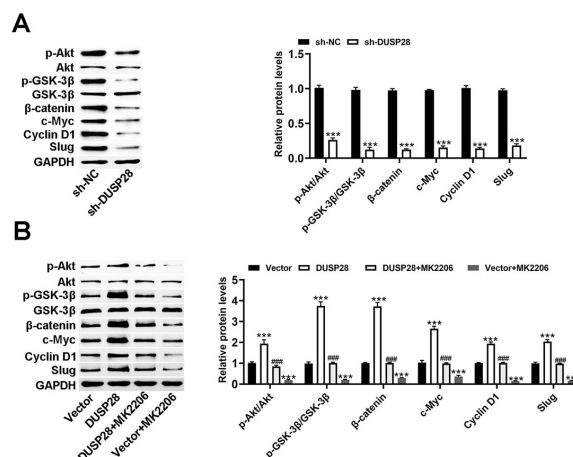 A
p-Akt
Akt
p-GSK-3β
GSK-3β
β-catenin
c-Myc
Cyclin D1
Slug
GAPDH
sh-NC
sh-DUSP28
sh-NC sh-DUSP28
Relative protein levels
1.5
1.0
0.5
0.0
*** *** *** *** *** ***
p-Akt/Akt
p-GSK-3β/GSK-3β
β-catenin
c-Myc
Cyclin D1
Slug
B
p-Akt
Akt
p-GSK-3β
GSK-3β
β-catenin
c-Myc
Cyclin D1
Slug
GAPDH
Vector
DUSP28
DUSP28+MK2206
Vector+MK2206
Vector DUSP28 DUSP28+MK2206 Vector+MK2206
Relative protein levels
5
4
3
2
1
0
*** ### ***
*** ### ***
*** ### ***
*** ### ***
*** ### ***
*** ### **
p-Akt/Akt
p-GSK-3β/GSK-3β
β-catenin
c-Myc
Cyclin D1
Slug